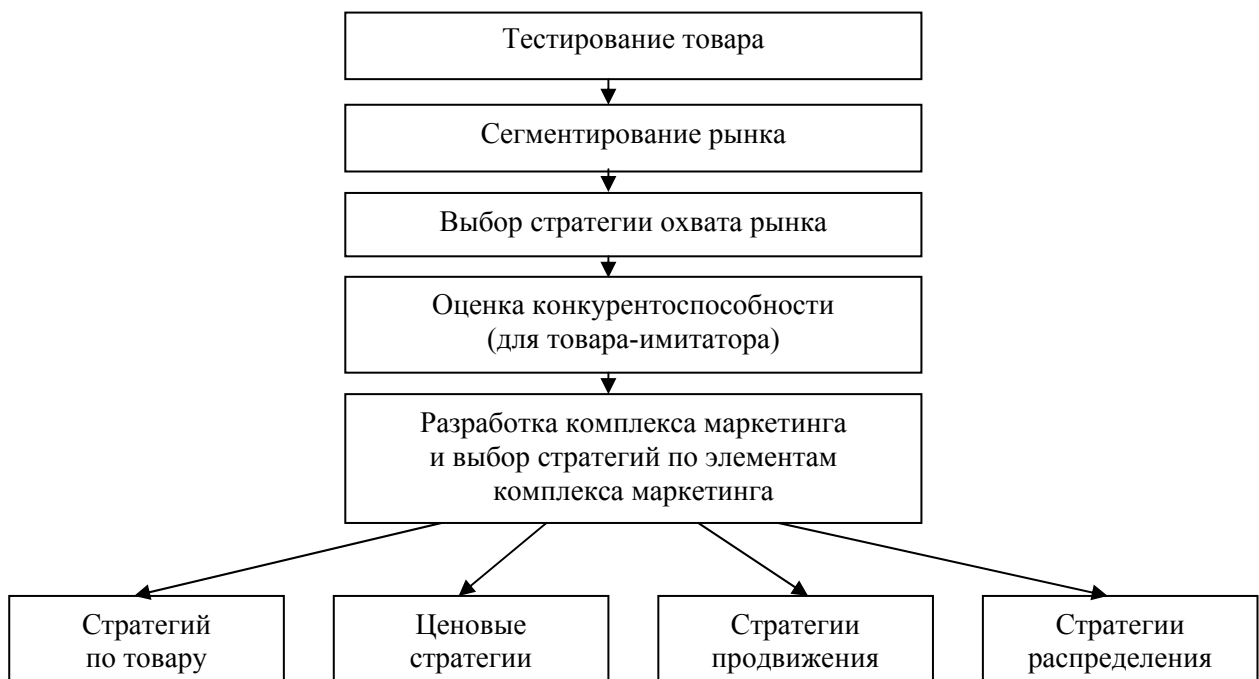 Тестирование товара
Сегментирование рынка
Выбор стратегии охвата рынка
Оценка конкурентоспособности
(для товара-имитатора)
Разработка комплекса маркетинга
и выбор стратегий по элементам
комплекса маркетинга
Стратегий
по товару
Ценовые
стратегии
Стратегии
продвижения
Стратегии
распределения